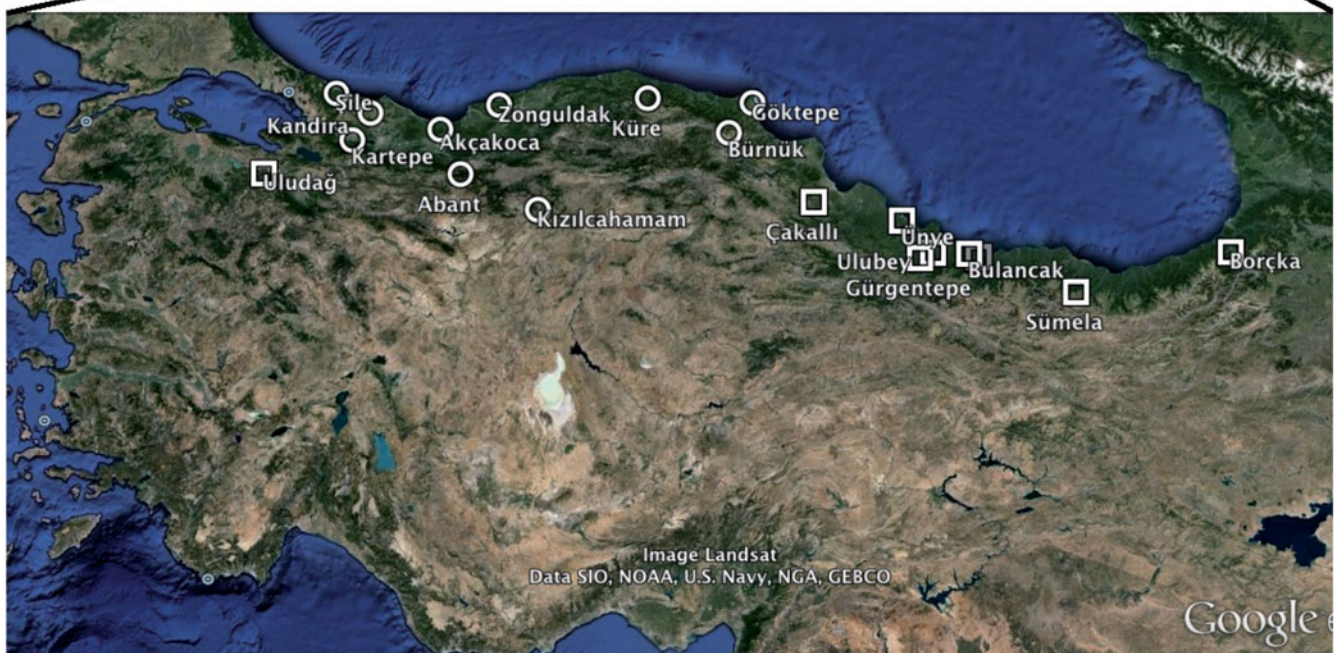 Şile
Kandıra
Kartepe
Uludağ
Akçakoca
Abant
Zonguldak
Kızılcahamam
Küre
Göktepe
Bürnük
Çakallı
Ünye
Ulubey
Gürgentepe
Bulancak
Sümela
Borçka
Image Landsat
Data SIO, NOAA, U.S. Navy, NGA, GEBCO
Google e